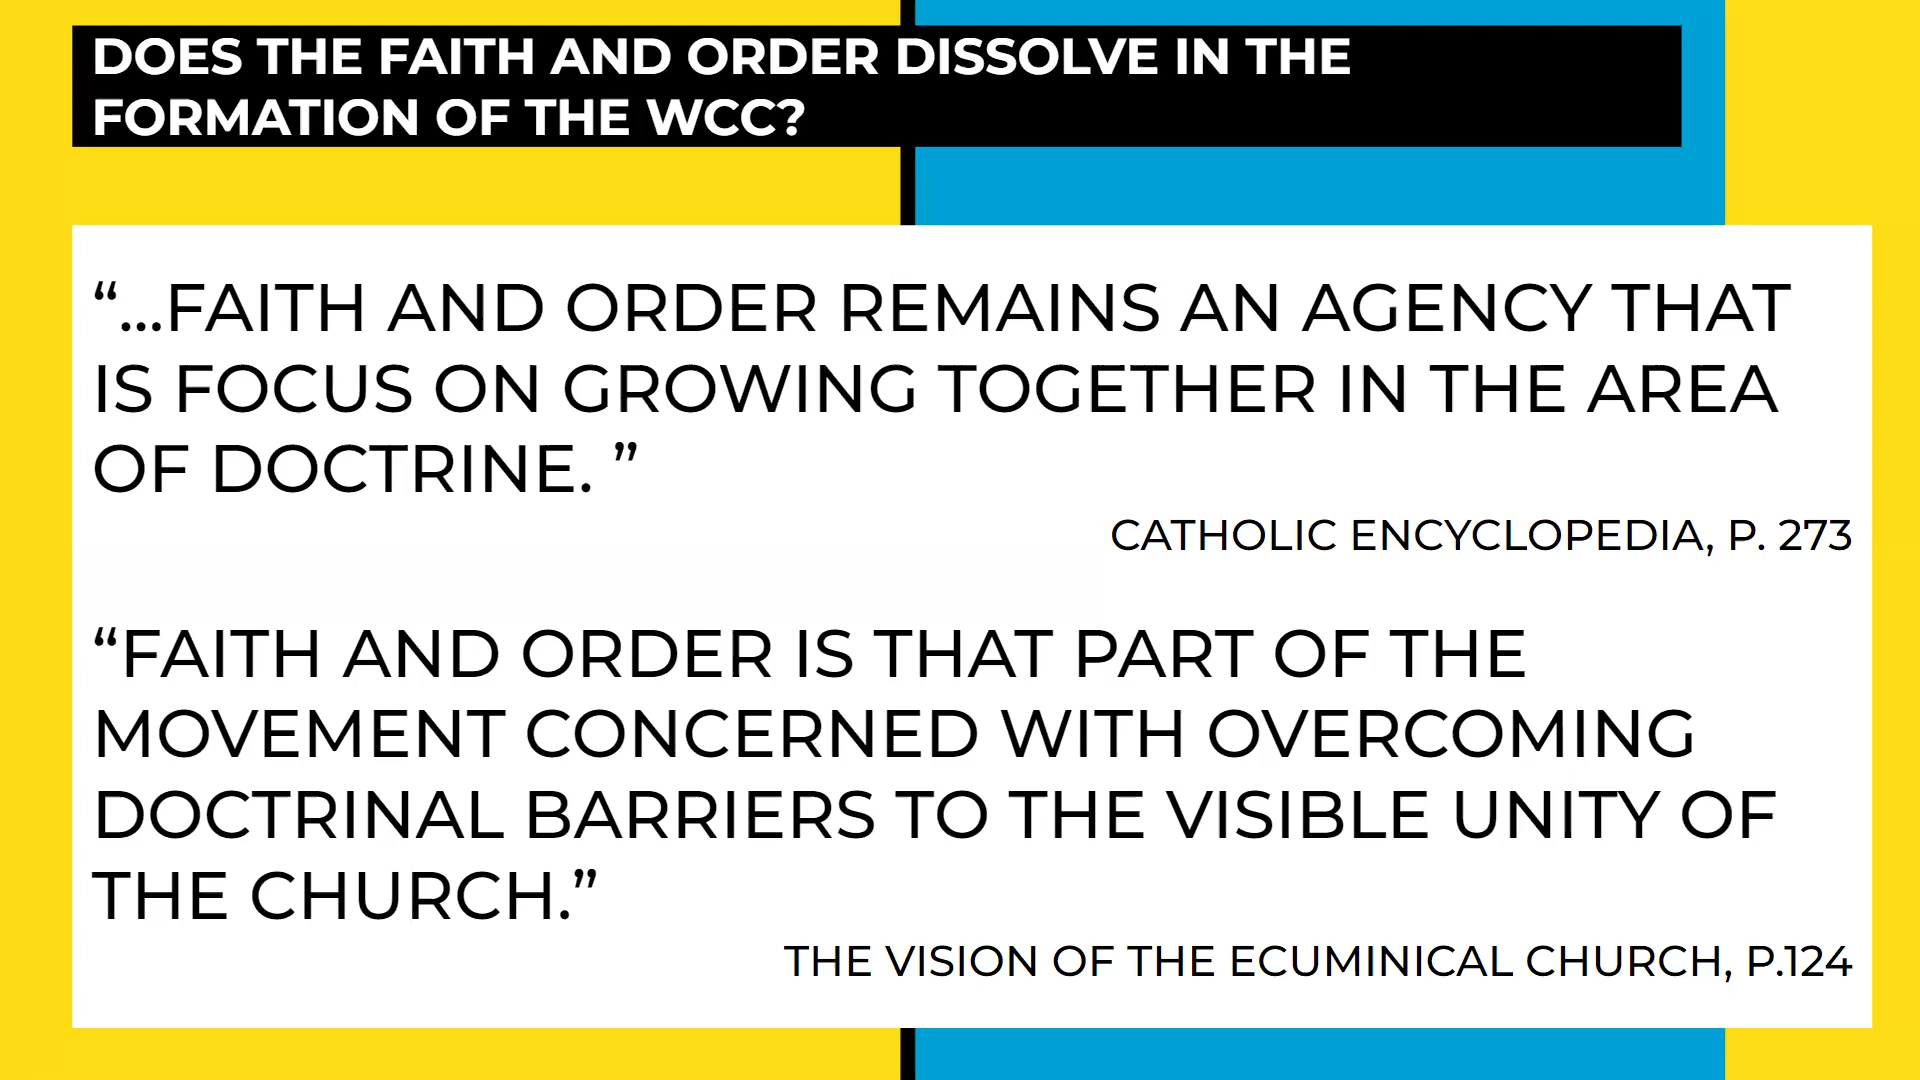 DOES THE FAITH AND ORDER DISSOLVE IN THE
FORMATION OF THE WCC?
“...FAITH AND ORDER REMAINS AN AGENCY THAT
IS FOCUS ON GROWING TOGETHER IN THE AREA
OF DOCTRINE. ”
CATHOLIC ENCYCLOPEDIA, P. 273
“FAITH AND ORDER IS THAT PART OF THE
MOVEMENT CONCERNED WITH OVERCOMING
DOCTRINAL BARRIERS TO THE VISIBLE UNITY OF
THE CHURCH.”
THE VISION OF THE ECUMINICAL CHURCH, P.124